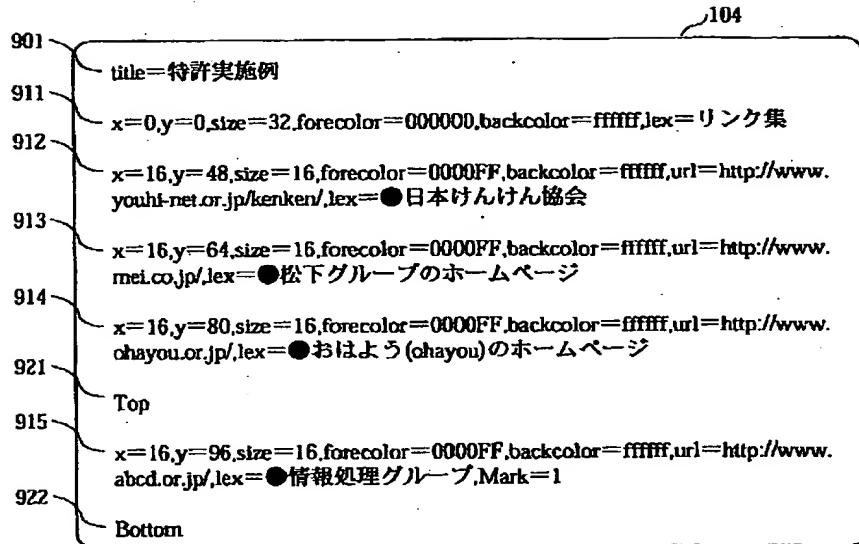 104
901
title=特許実施例
911
x=0,y=0,size=32,forecolor=000000,backcolor=ffffff,lex=リンク集
912
x=16,y=48,size=16,forecolor=0000FF,backcolor=ffffff,url=http://www.
youhi-net.or.jp/kenken/,lex=●日本けんけん協会
913
x=16,y=64,size=16,forecolor=0000FF,backcolor=ffffff,url=http://www.
mei.co.jp/,lex=●松下グループのホームページ
914
x=16,y=80,size=16,forecolor=0000FF,backcolor=ffffff,url=http://www.
ohayou.or.jp/,lex=●おはよう(ohayou)のホームページ
921
Top
915
x=16,y=96,size=16,forecolor=0000FF,backcolor=ffffff,url=http://www.
abcd.or.jp/,lex=●情報処理グループ,Mark=1
922
Bottom